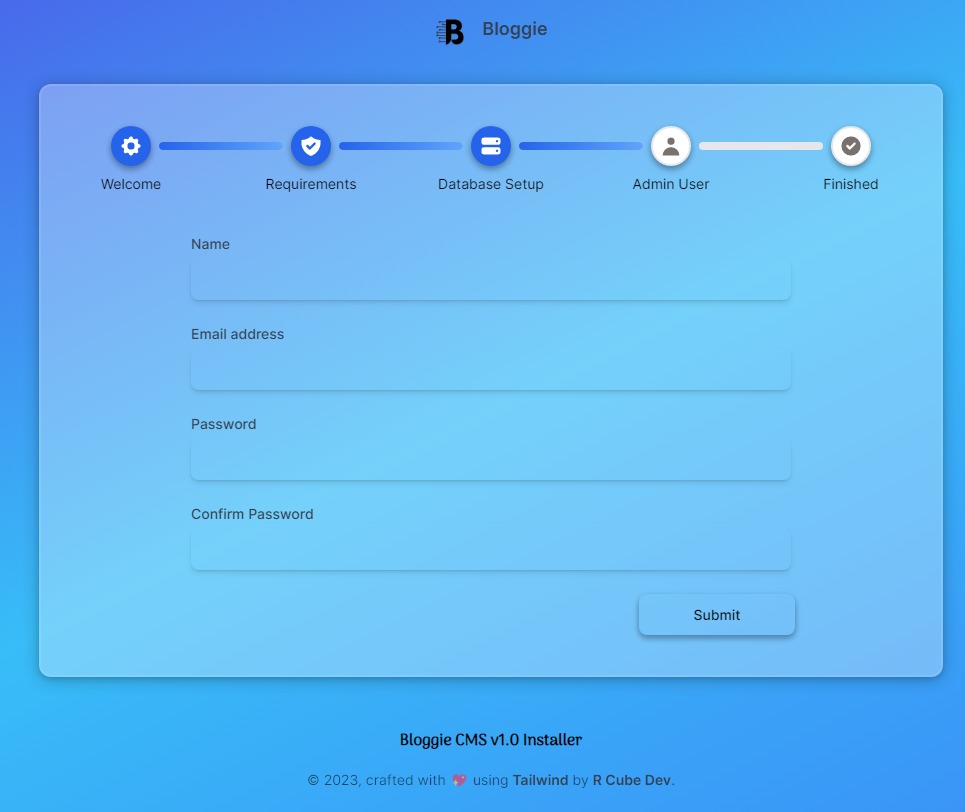 Bloggie
Welcome Requirements Database Setup Admin User Finished
Name
Email address
Password
Confirm Password
Submit
Bloggie CMS v1.0 Installer
© 2023, crafted with 💖 using Tailwind by R Cube Dev.